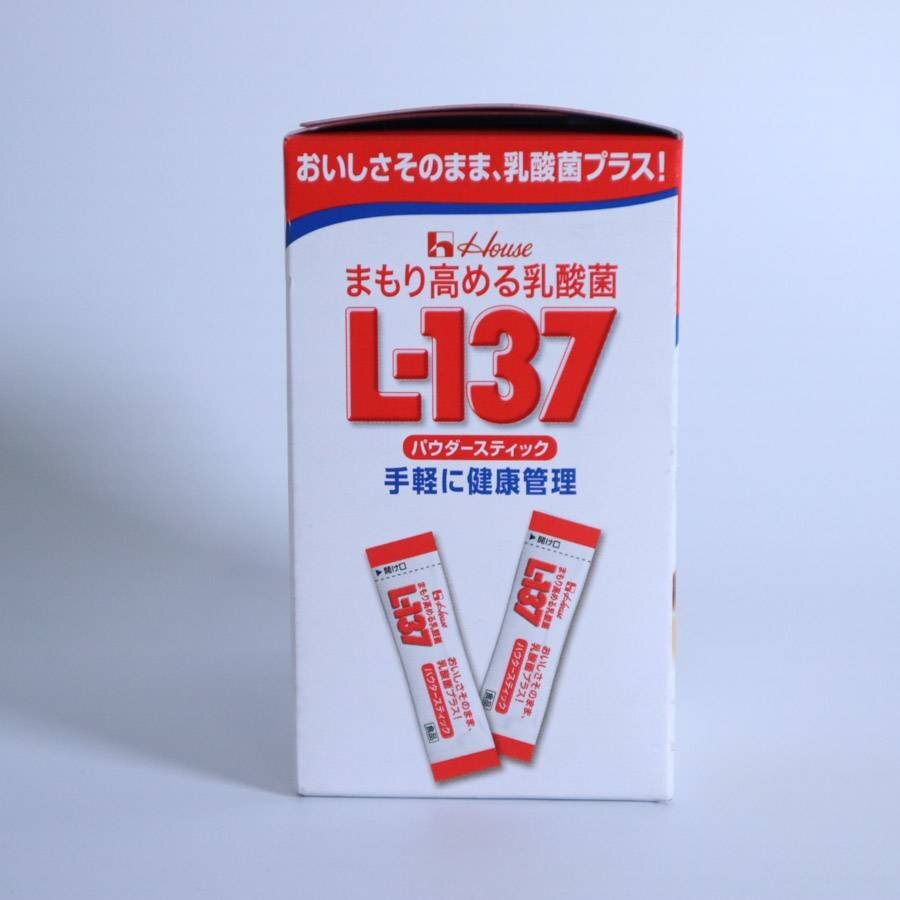 おいしさそのまま、乳酸菌プラス!
House
まもり高める乳酸菌
L-137
パウダースティック
手軽に健康管理
▶開け口
House
まもり高める乳酸菌
L-137
おいしさそのまま、
乳酸菌プラス!
パウダースティック
食品
▶開け口
House
まもり高める乳酸菌
L-137
おいしさそのまま、
乳酸菌プラス!
パウダースティック
食品